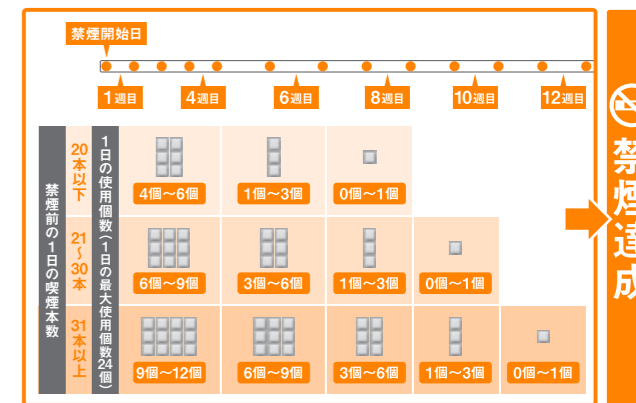 禁煙開始日
1週目
4週目
6週目
8週目
10週目
12週目
禁煙前の1日の喫煙本数
1日の使用個数(1日の最大使用個数24個)
20本以下
4個～6個
1個～3個
0個～1個
21～30本
6個～9個
3個～6個
1個～3個
0個～1個
31本以上
9個～12個
6個～9個
3個～6個
1個～3個
0個～1個
禁煙達成